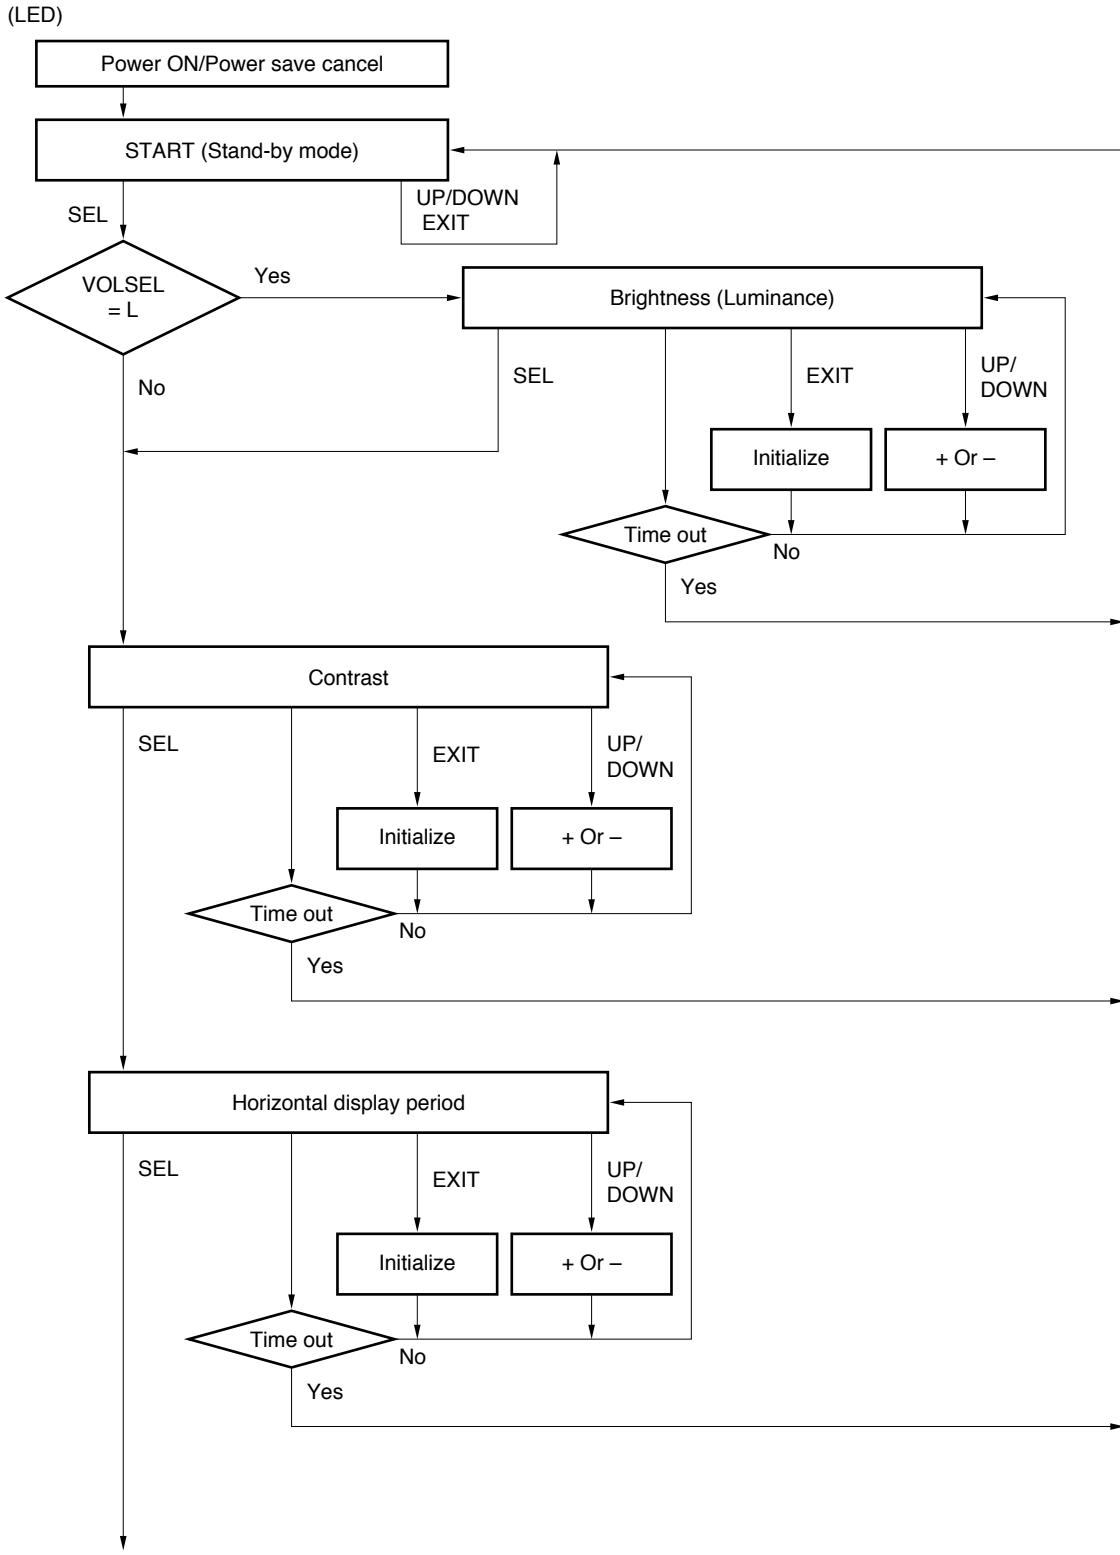 (LED)
Power ON/Power save cancel
START (Stand-by mode)
UP/DOWN
EXIT
SEL
VOLSEL
= L
Yes
Brightness (Luminance)
No
SEL
EXIT
UP/
DOWN
Initialize
+ Or –
Time out
No
Yes
Contrast
SEL
EXIT
UP/
DOWN
Initialize
+ Or –
Time out
No
Yes
Horizontal display period
SEL
EXIT
UP/
DOWN
Initialize
+ Or –
Time out
No
Yes